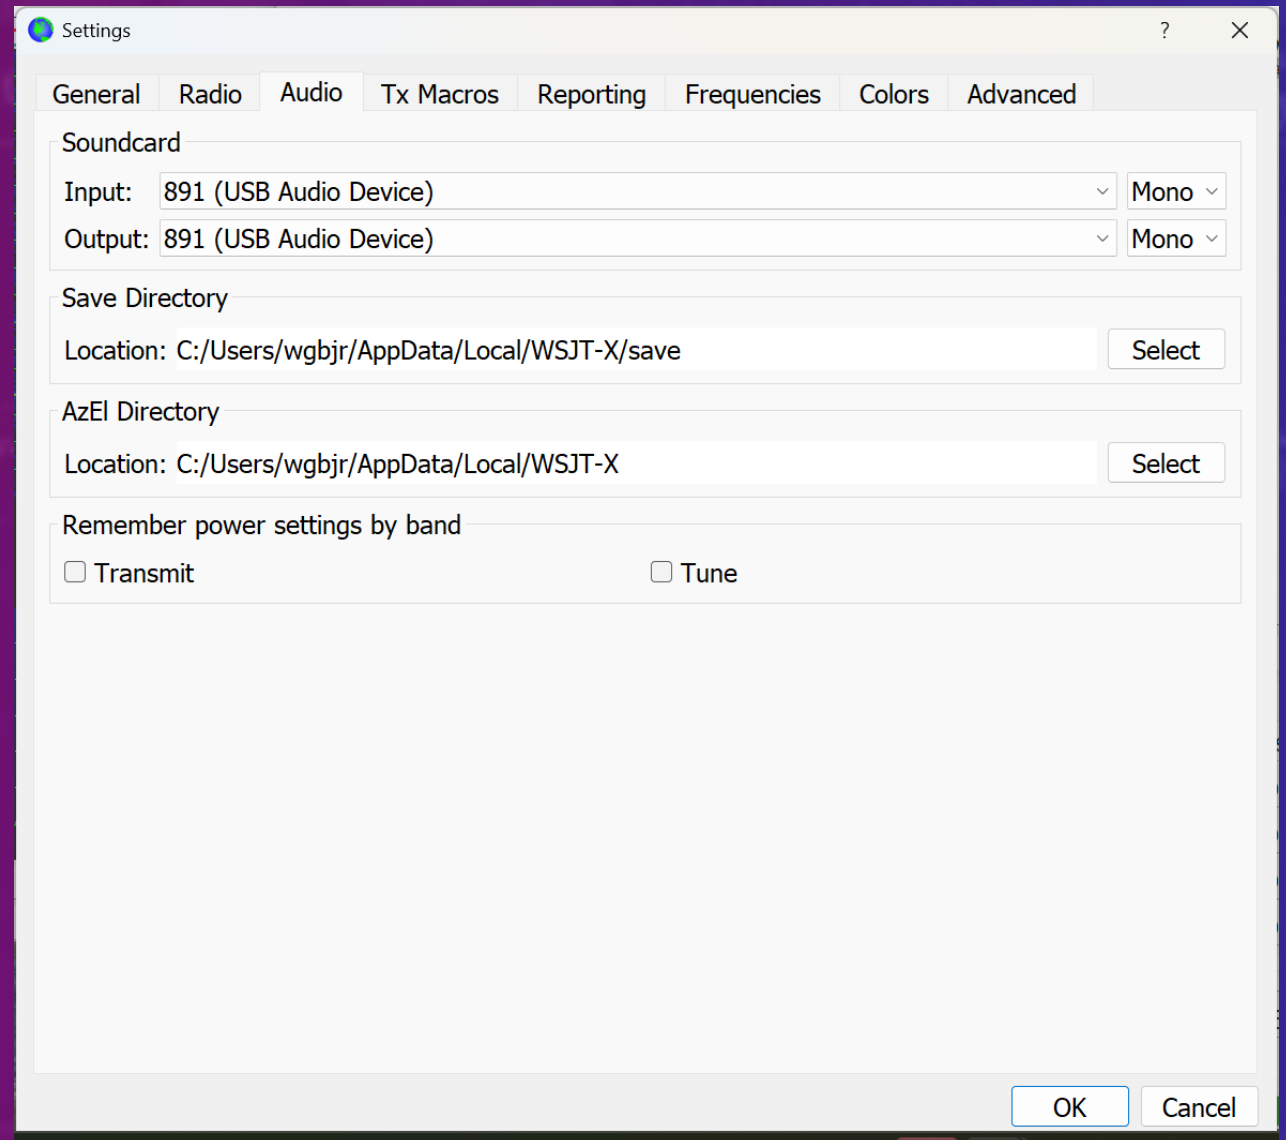 Settings
?
General Radio Audio Tx Macros Reporting Frequencies Colors Advanced
Soundcard
Input: 891 (USB Audio Device) Mono
Output: 891 (USB Audio Device) Mono
Save Directory
Location: C:/Users/wgbjr/AppData/Local/WSJT-X/save Select
AzEl Directory
Location: C:/Users/wgbjr/AppData/Local/WSJT-X Select
Remember power settings by band
Transmit Tune
OK Cancel